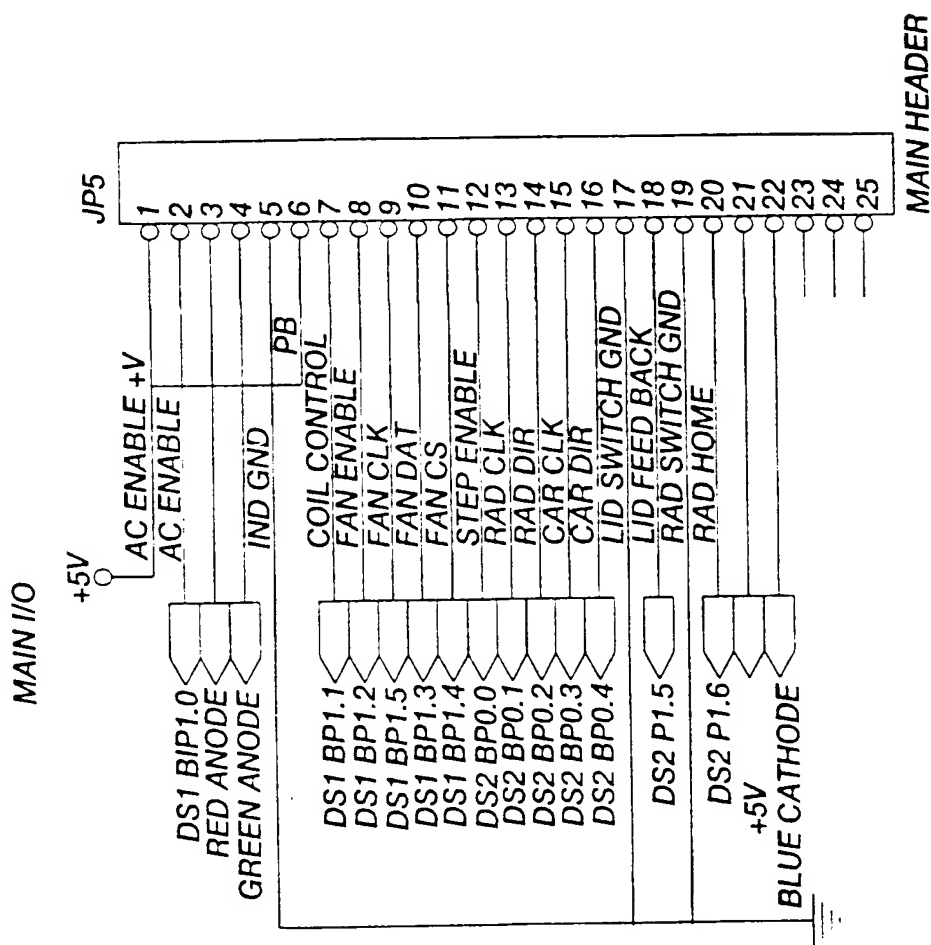 MAIN I/O
+5V
JP5
AC ENABLE +V
AC ENABLE
IND GND
PB
COIL CONTROL
FAN ENABLE
FAN CLK
FAN DAT
FAN CS
STEP ENABLE
RAD CLK
RAD DIR
CAR CLK
CAR DIR
LID SWITCH GND
LID FEED BACK
RAD SWITCH GND
RAD HOME
DS1 BIP1.0
RED ANODE
GREEN ANODE
DS1 BP1.1
DS1 BP1.2
DS1 BP1.5
DS1 BP1.3
DS1 BP1.4
DS2 BP0.0
DS2 BP0.1
DS2 BP0.2
DS2 BP0.3
DS2 BP0.4
DS2 P1.5
DS2 P1.6
+5V
BLUE CATHODE
1
2
3
4
5
6
7
8
9
10
11
12
13
14
15
16
17
18
19
20
21
22
23
24
25
MAIN HEADER